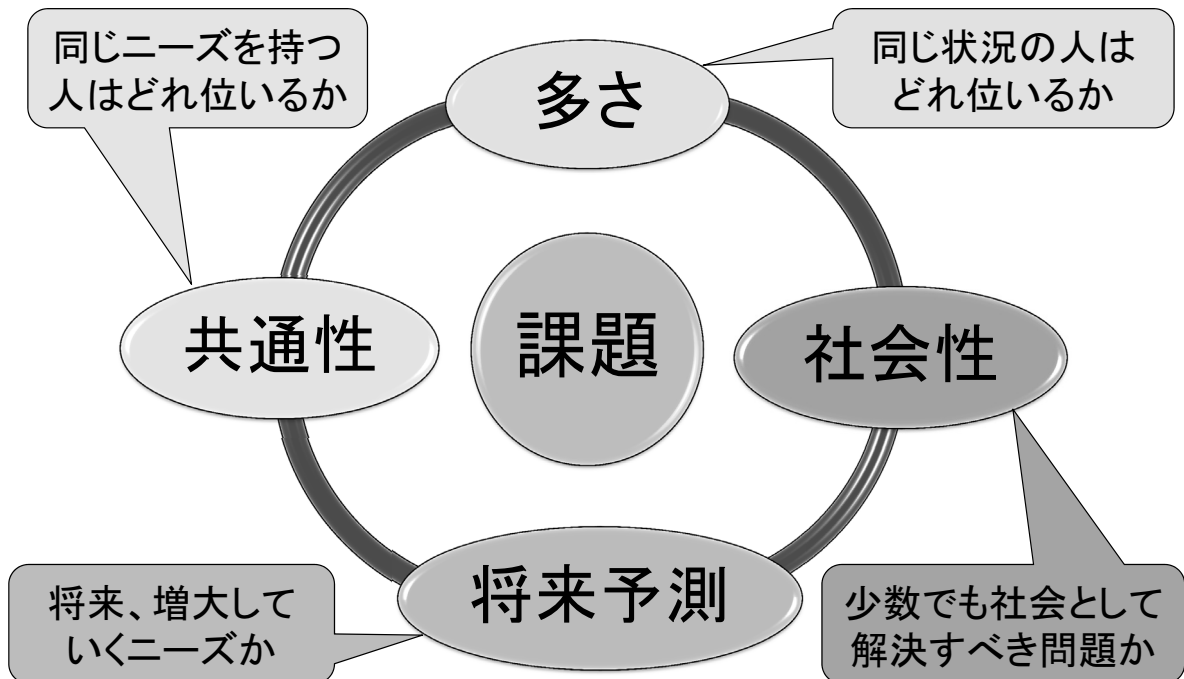 同じニーズを持つ
人はどれ位いるか
多さ
同じ状況の人は
どれ位いるか
共通性
課題
社会性
将来、増大して
いくニーズか
将来予測
少数でも社会として
解決すべき問題か